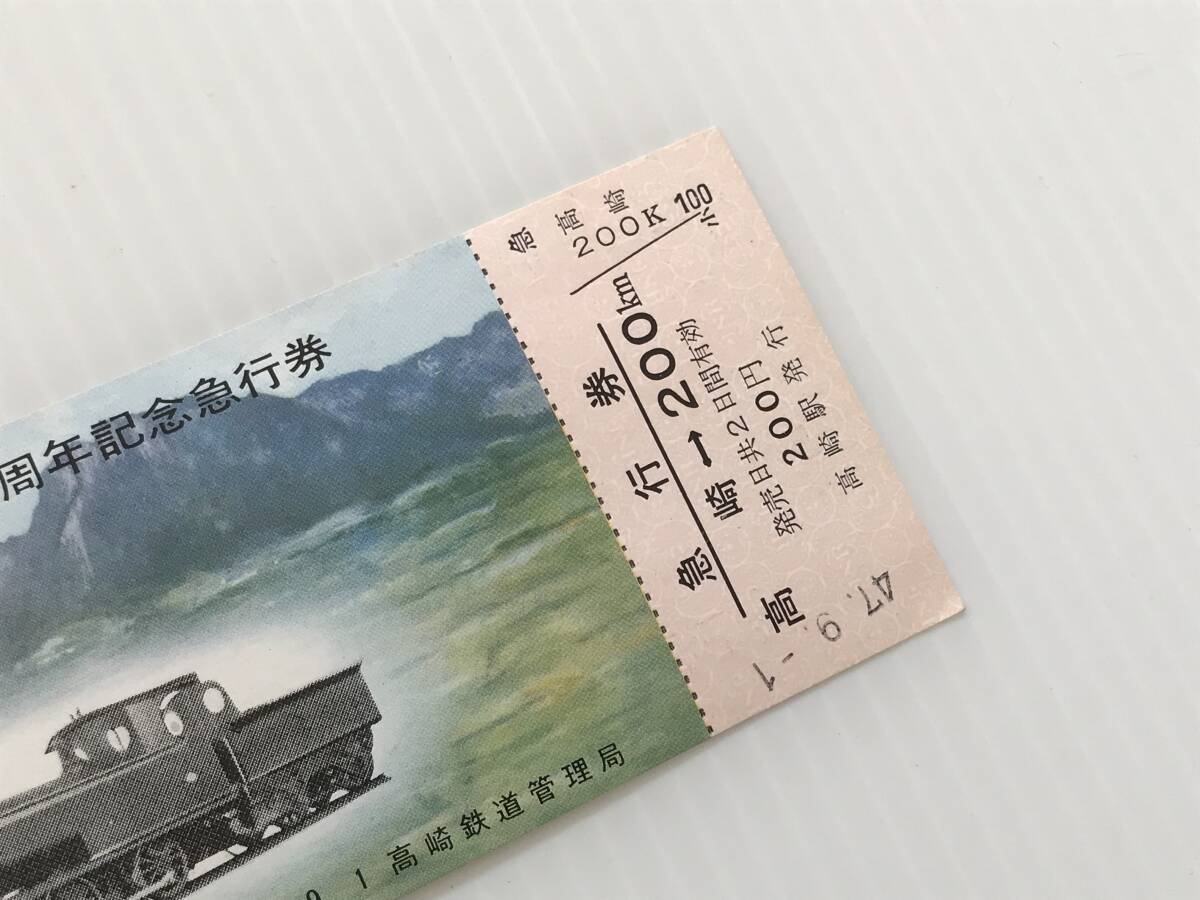 周年記念急行券
1 高崎鉄道管理局
急 高崎
200K
100
小
急行券
高崎→200km
発売日共2日間有効
200円
高崎駅発行
47. 9. -1